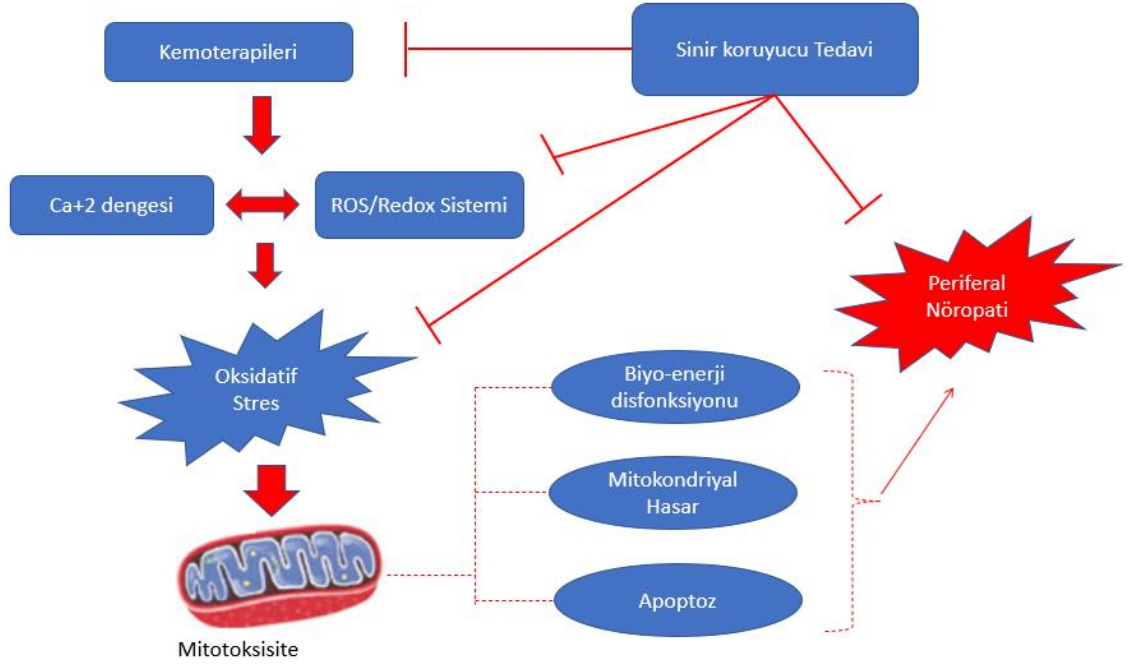 Kemoterapileri
Sinir koruyucu Tedavi
Ca+2 dengesi
ROS/Redox Sistemi
Periferal
Nöropati
Oksidatif
Stres
Biyo-enerji
disfonksiyonu
Mitokondriyal
Hasar
Apoptoz
Mitotoksisite